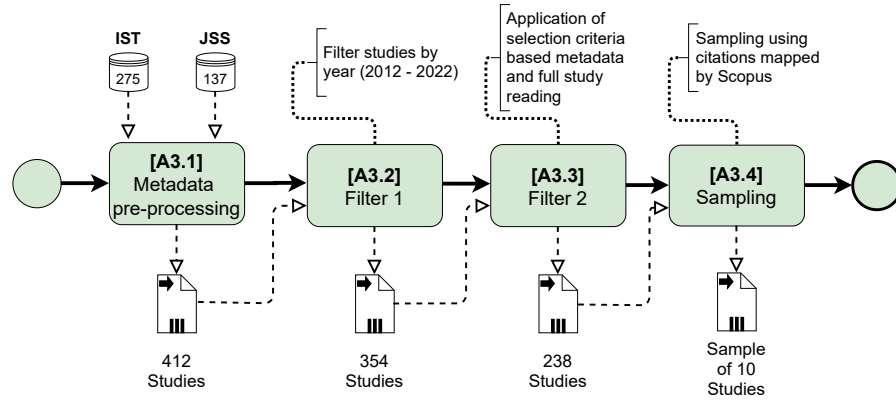 IST
JSS
275
137
Filter studies by
year (2012 - 2022)
Application of
selection criteria
based metadata
and full study
reading
Sampling using
citations mapped
by Scopus
[A3.1]
Metadata
pre-processing
[A3.2]
Filter 1
[A3.3]
Filter 2
[A3.4]
Sampling
412
Studies
354
Studies
238
Studies
Sample
of 10
Studies